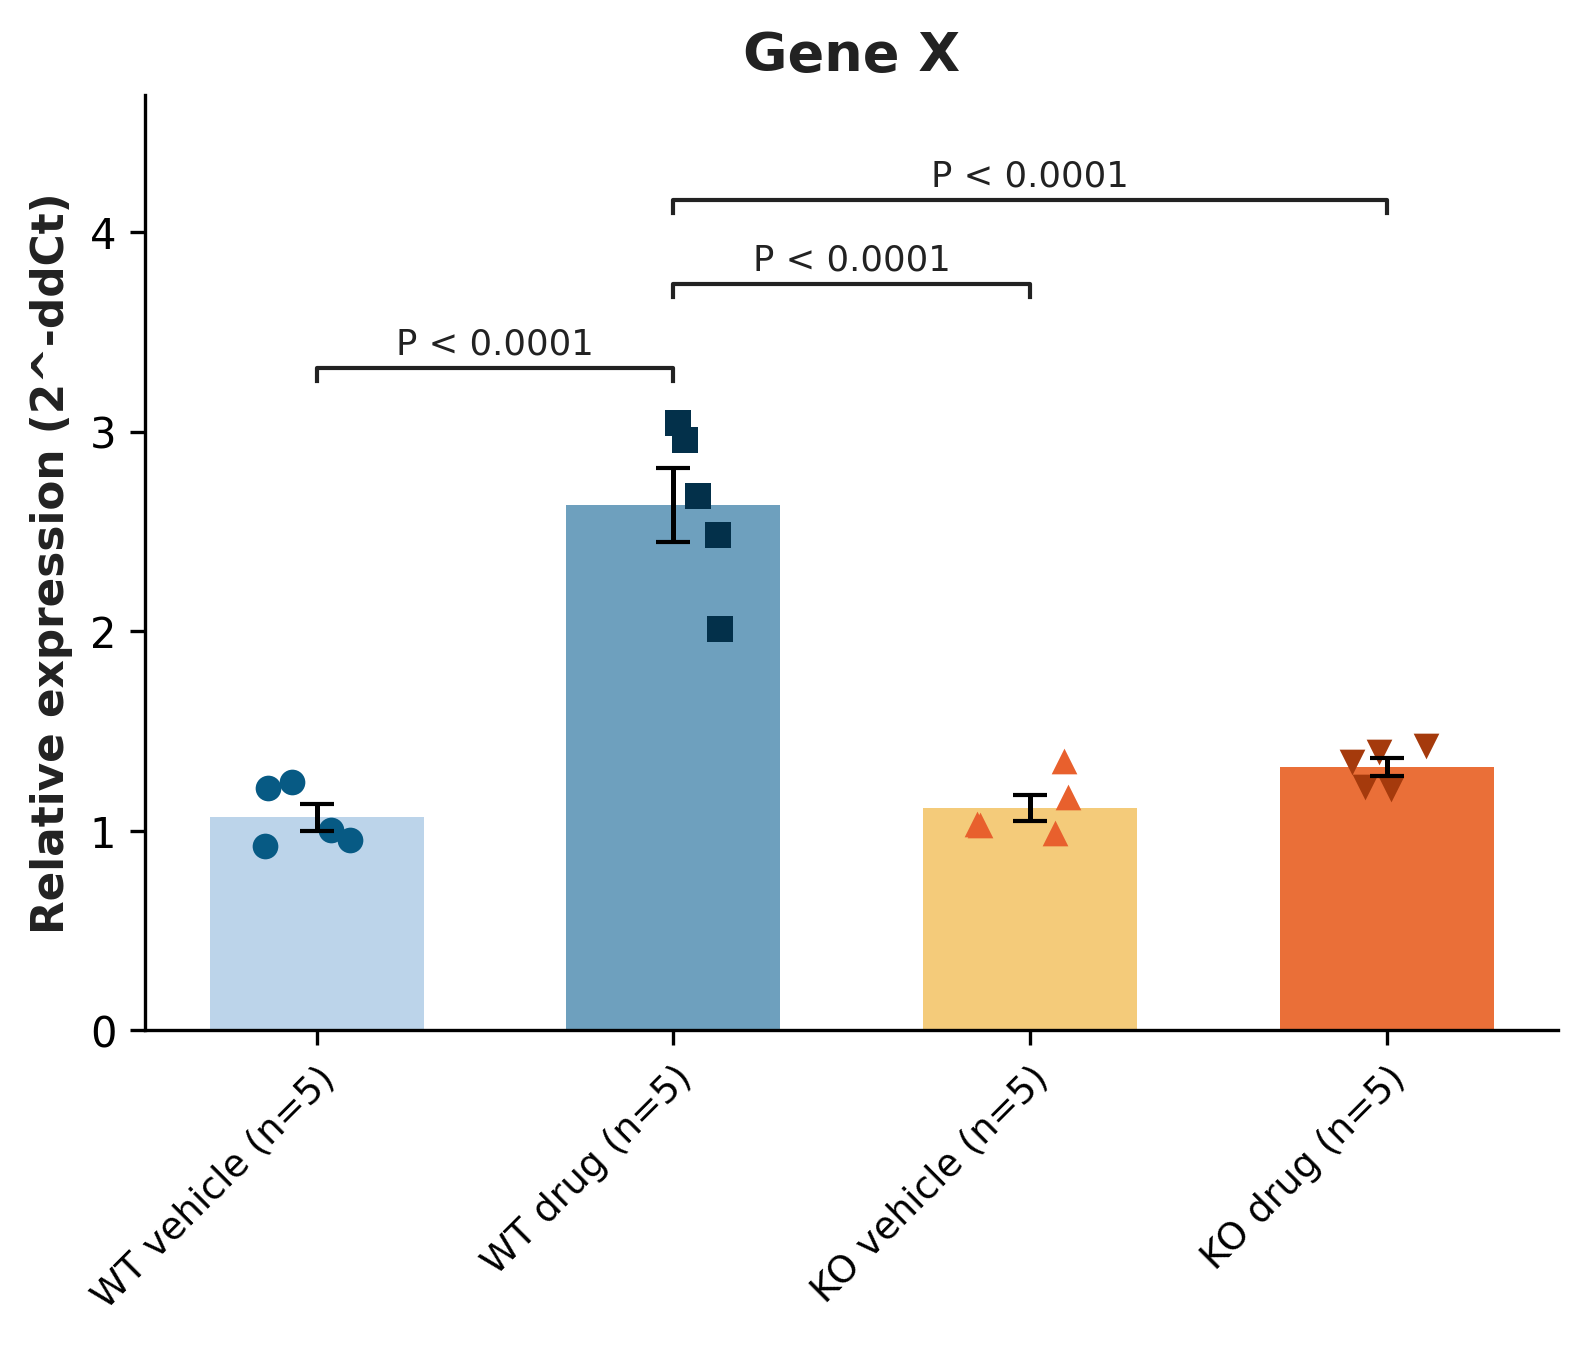 Gene X
P < 0.0001
P < 0.0001
P < 0.0001
Relative expression (2^-ddCt)
4
3
2
1
0
WT vehicle (n=5)
WT drug (n=5)
KO vehicle (n=5)
KO drug (n=5)